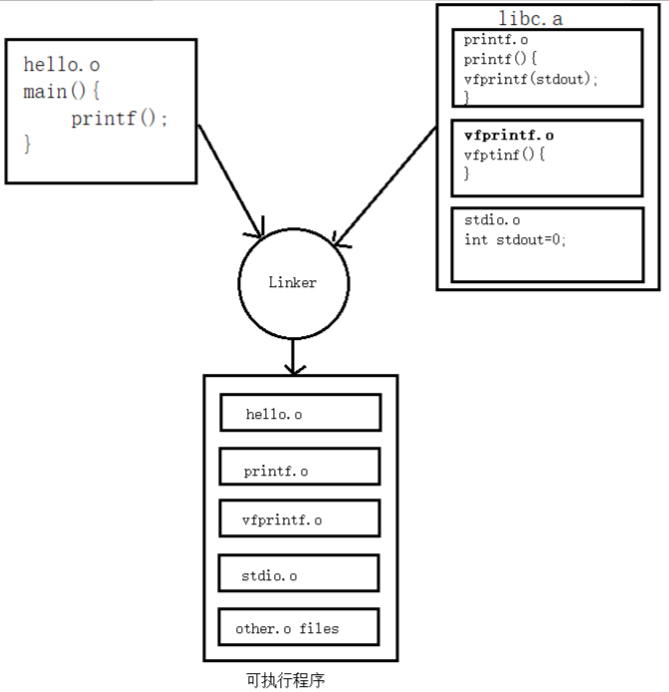 hello.o
main(){
printf();
}
libc.a
printf.o
printf(){
vfprintf(stdout);
}
vfprintf.o
vfptinf(){
}
stdio.o
int stdout=0;
Linker
hello.o
printf.o
vfprintf.o
stdio.o
other.o files
可执行程序